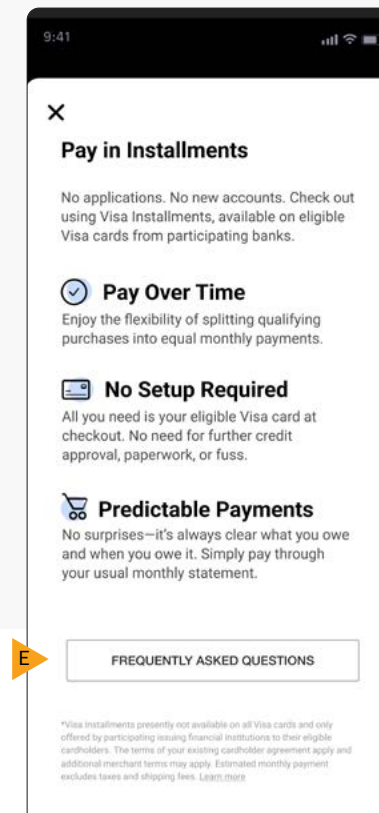 9:41
Pay in Installments
No applications. No new accounts. Check out
using Visa Installments, available on eligible
Visa cards from participating banks.
Pay Over Time
Enjoy the flexibility of splitting qualifying
purchases into equal monthly payments.
No Setup Required
All you need is your eligible Visa card at
checkout. No need for further credit
approval, paperwork, or fuss.
Predictable Payments
No surprises—it's always clear what you owe
and when you owe it. Simply pay through
your usual monthly statement.
E
FREQUENTLY ASKED QUESTIONS
*Visa Installments presently not available on all Visa cards and only
offered by participating issuing financial institutions to their eligible
cardholders. The terms of your existing cardholder agreement apply and
additional merchant terms may apply. Estimated monthly payment
excludes taxes and shipping fees. Learn more